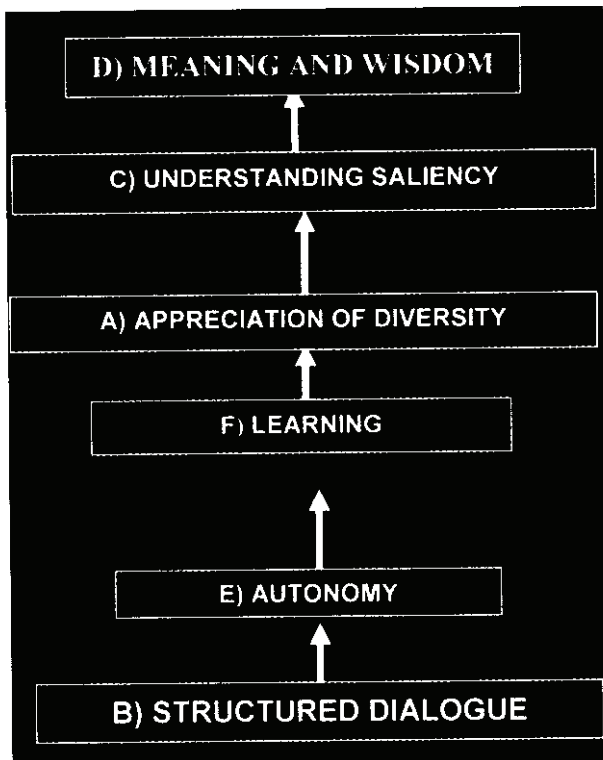 D) MEANING AND WISDOM
C) UNDERSTANDING SALIENCY
A) APPRECIATION OF DIVERSITY
F) LEARNING
E) AUTONOMY
B) STRUCTURED DIALOGUE